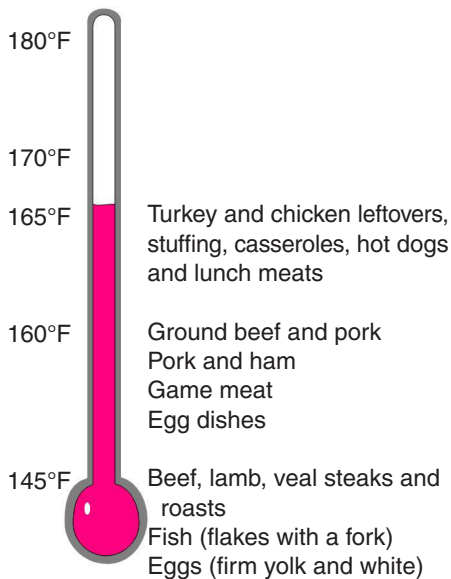 180°F
170°F
165°F Turkey and chicken leftovers,
stuffing, casseroles, hot dogs
and lunch meats
160°F Ground beef and pork
Pork and ham
Game meat
Egg dishes
145°F Beef, lamb, veal steaks and
roasts
Fish (flakes with a fork)
Eggs (firm yolk and white)